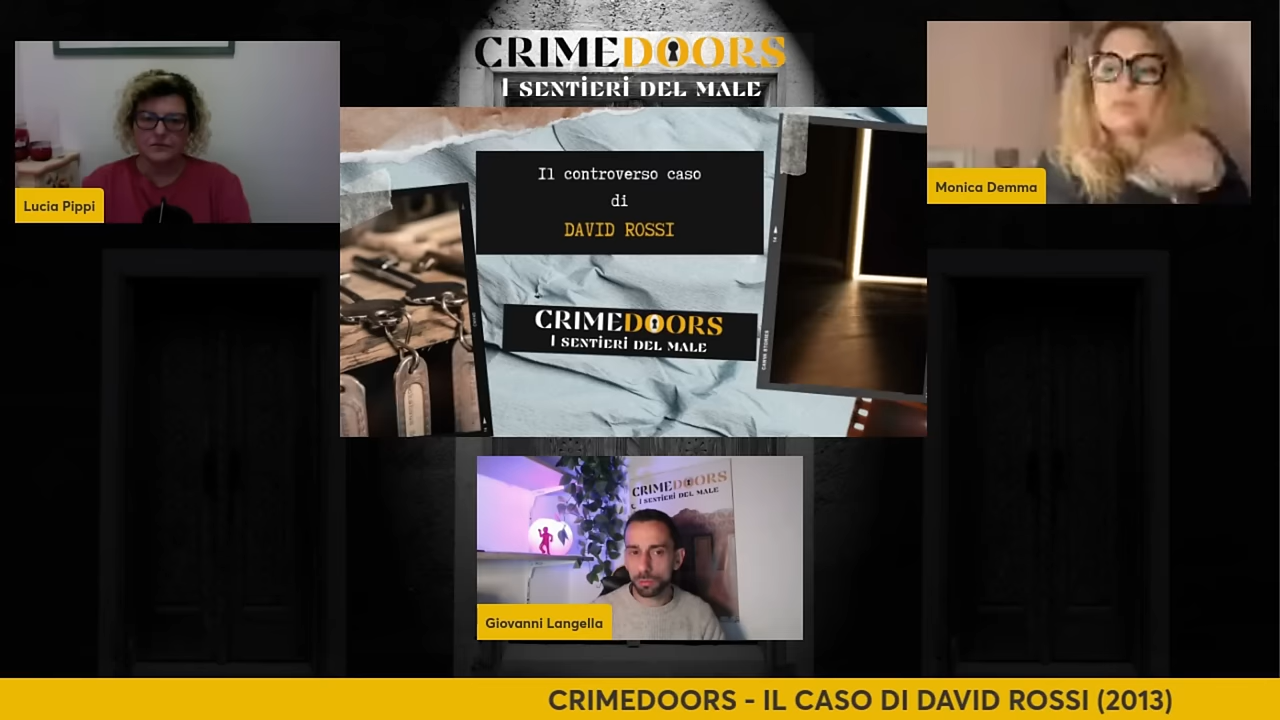 CRIMEDOORS
I SENTIERI DEL MALE
Il controverso caso
di
DAVID ROSSI
CRIMEDOORS
I SENTIERI DEL MALE
Lucia Pippi
Monica Demma
CRIMEDOORS
I SENTIERI DEL MALE
Giovanni Langella
CRIMEDOORS - IL CASO DI DAVID ROSSI (2013)